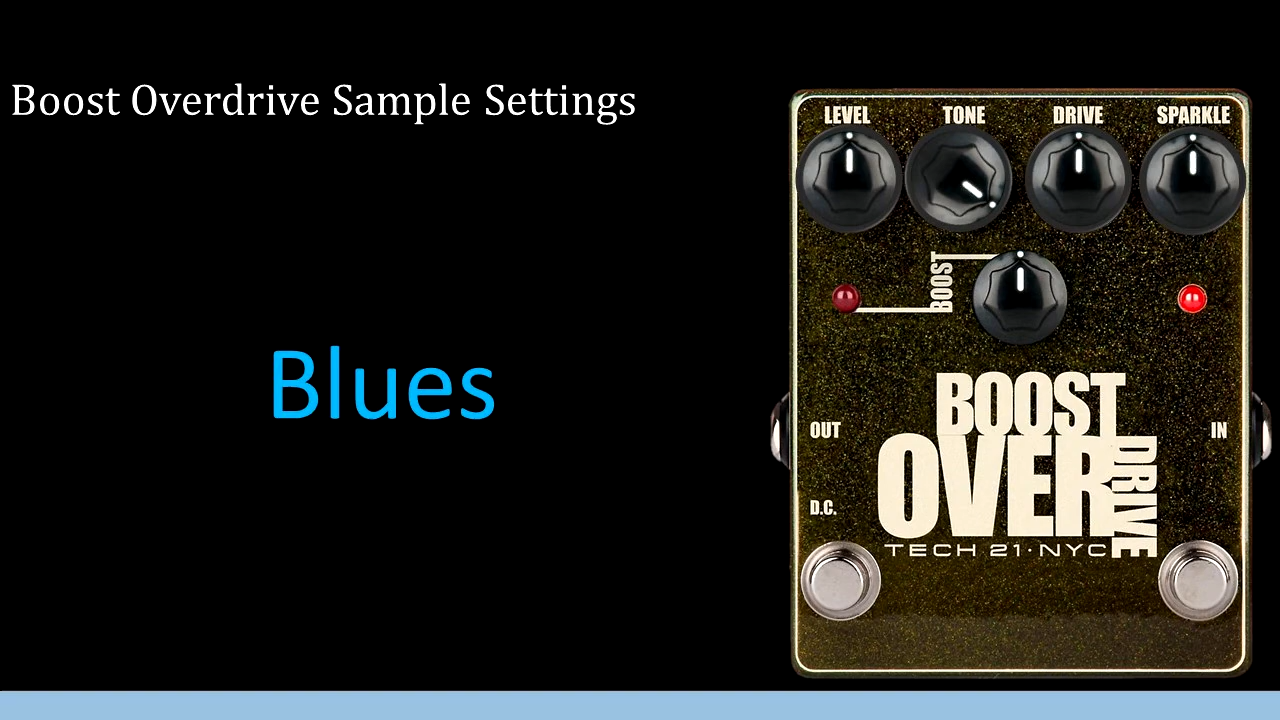 Boost Overdrive Sample Settings
Blues
LEVEL TONE DRIVE SPARKLE
BOOST
OUT IN
BOOST
OVER
DRIVE
D.C.
TECH 21·NYC